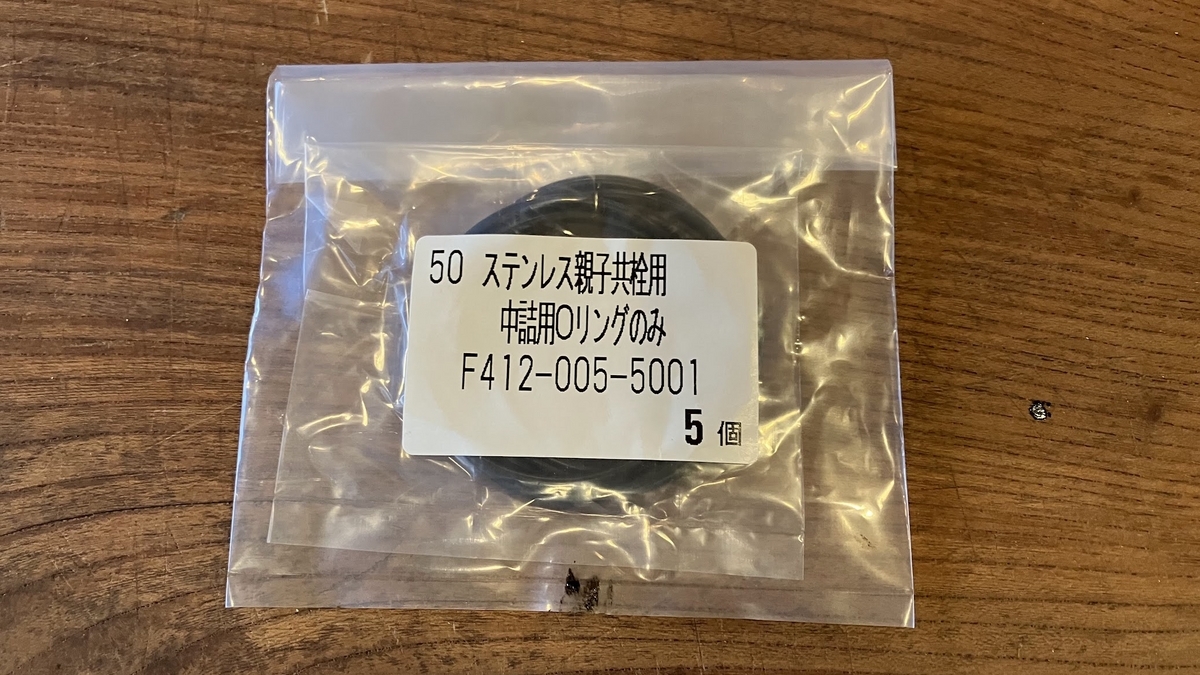 50 ステンレス親子共栓用
中詰用Oリングのみ
F412-005-5001
5 個